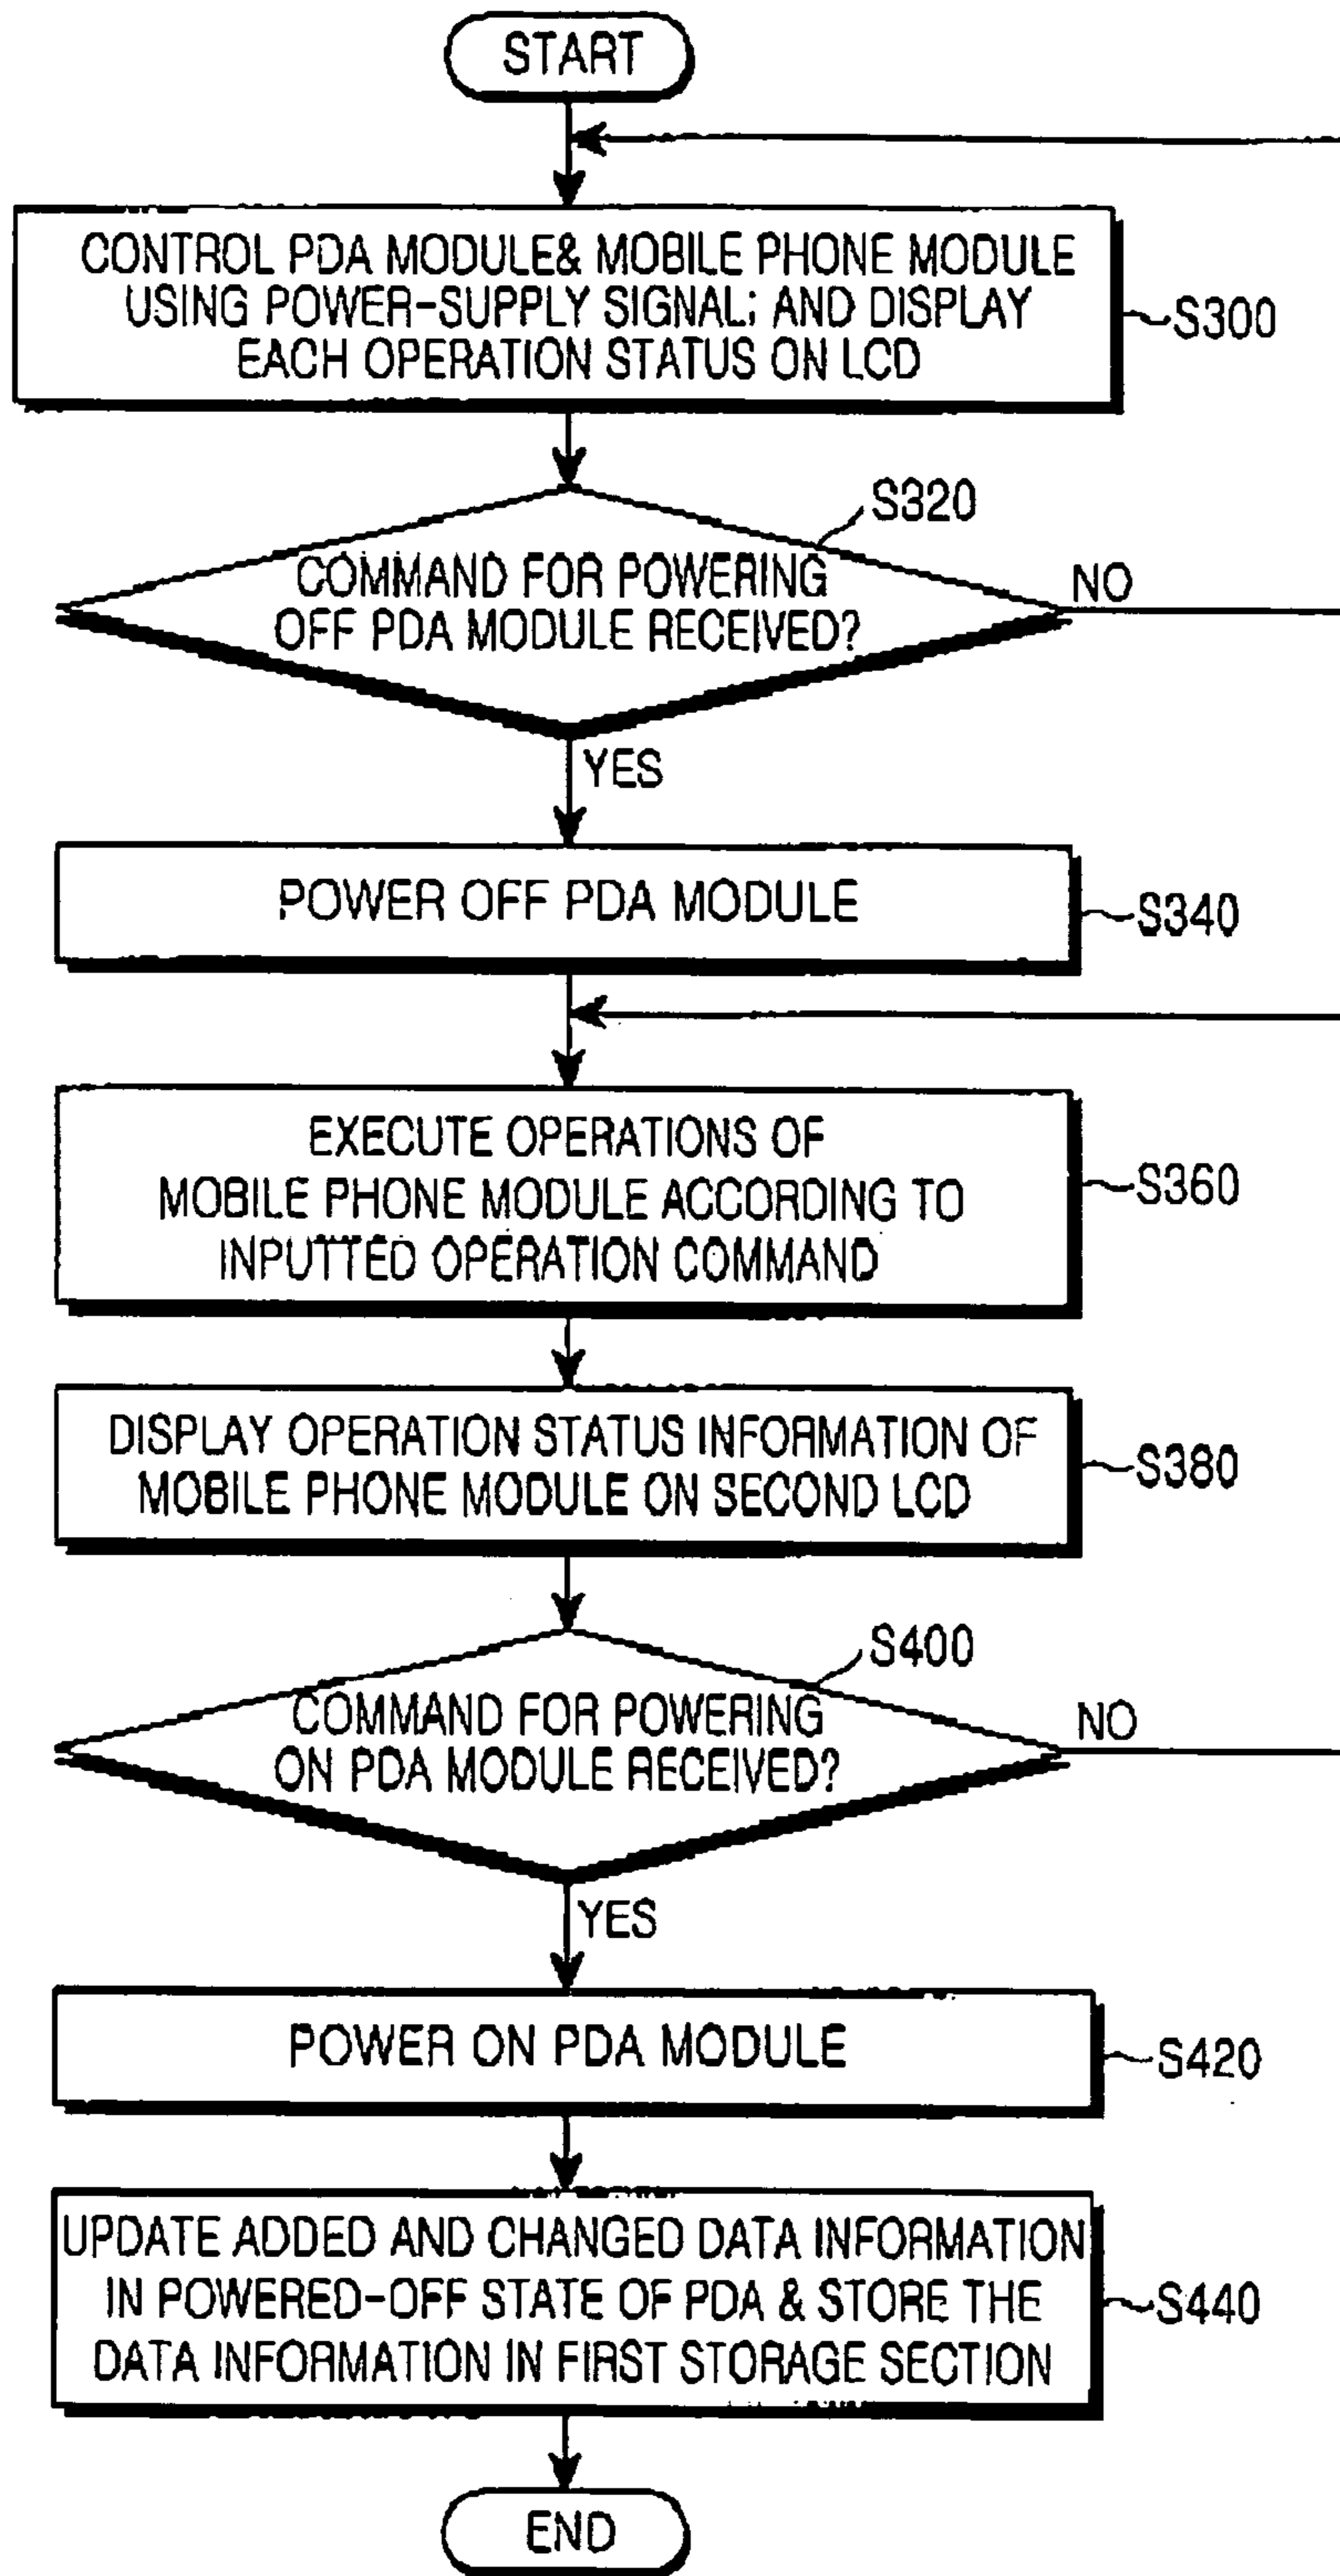 START
CONTROL PDA MODULE& MOBILE PHONE MODULE
USING POWER-SUPPLY SIGNAL; AND DISPLAY
EACH OPERATION STATUS ON LCD
S300
S320
COMMAND FOR POWERING
OFF PDA MODULE RECEIVED?
NO
YES
POWER OFF PDA MODULE
S340
EXECUTE OPERATIONS OF
MOBILE PHONE MODULE ACCORDING TO
INPUTTED OPERATION COMMAND
S360
DISPLAY OPERATION STATUS INFORMATION OF
MOBILE PHONE MODULE ON SECOND LCD
S380
S400
COMMAND FOR POWERING
ON PDA MODULE RECEIVED?
NO
YES
POWER ON PDA MODULE
S420
UPDATE ADDED AND CHANGED DATA INFORMATION
IN POWERED-OFF STATE OF PDA & STORE THE
DATA INFORMATION IN FIRST STORAGE SECTION
S440
END